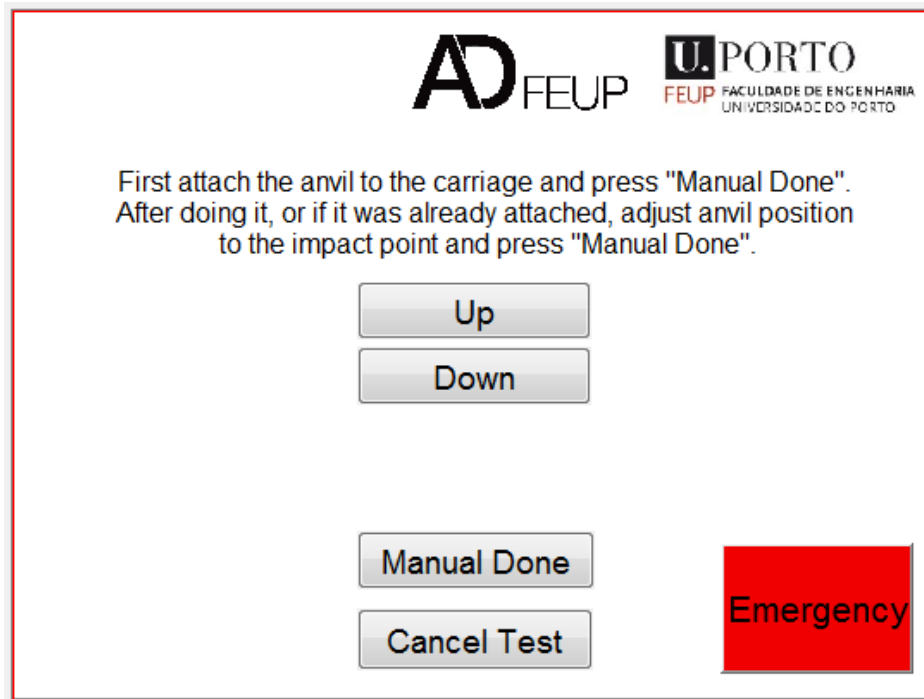 AD FEUP
U. PORTO
FEUP FACULDADE DE ENGENHARIA
UNIVERSIDADE DO PORTO
First attach the anvil to the carriage and press "Manual Done".
After doing it, or if it was already attached, adjust anvil position
to the impact point and press "Manual Done".
Up
Down
Manual Done
Cancel Test
Emergency